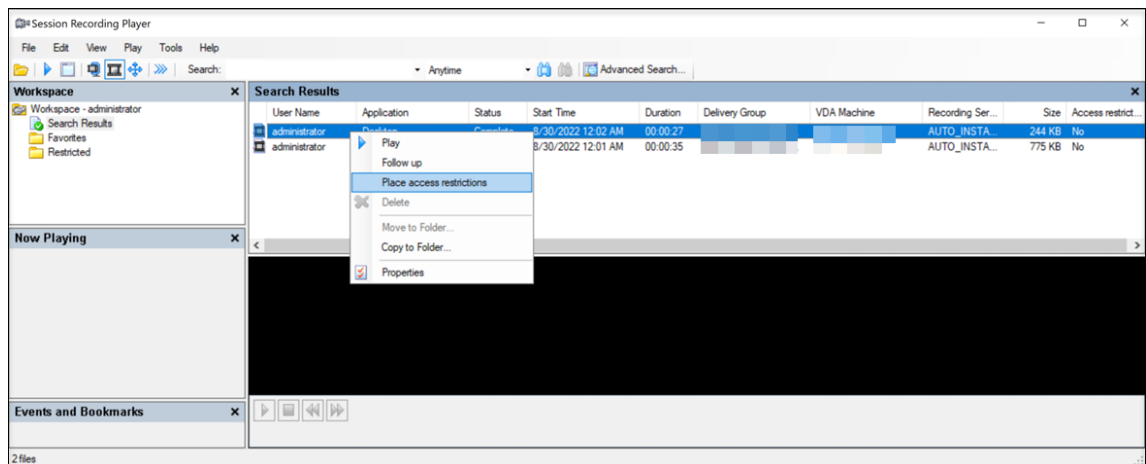 Session Recording Player
File Edit View Play Tools Help
Search: Anytime Advanced Search...
Workspace
Workspace - administrator
Search Results
Favorites
Restricted
Now Playing
Events and Bookmarks
Search Results
User Name Application Status Start Time Duration Delivery Group VDA Machine Recording Ser... Size Access restrict...
administrator Desktop Complete 8/30/2022 12:02 AM 00:00:27 AUTO_INSTA... 244 KB No
administrator 8/30/2022 12:01 AM 00:00:35 AUTO_INSTA... 775 KB No
Play
Follow up
Place access restrictions
Delete
Move to Folder...
Copy to Folder...
Properties
2 files